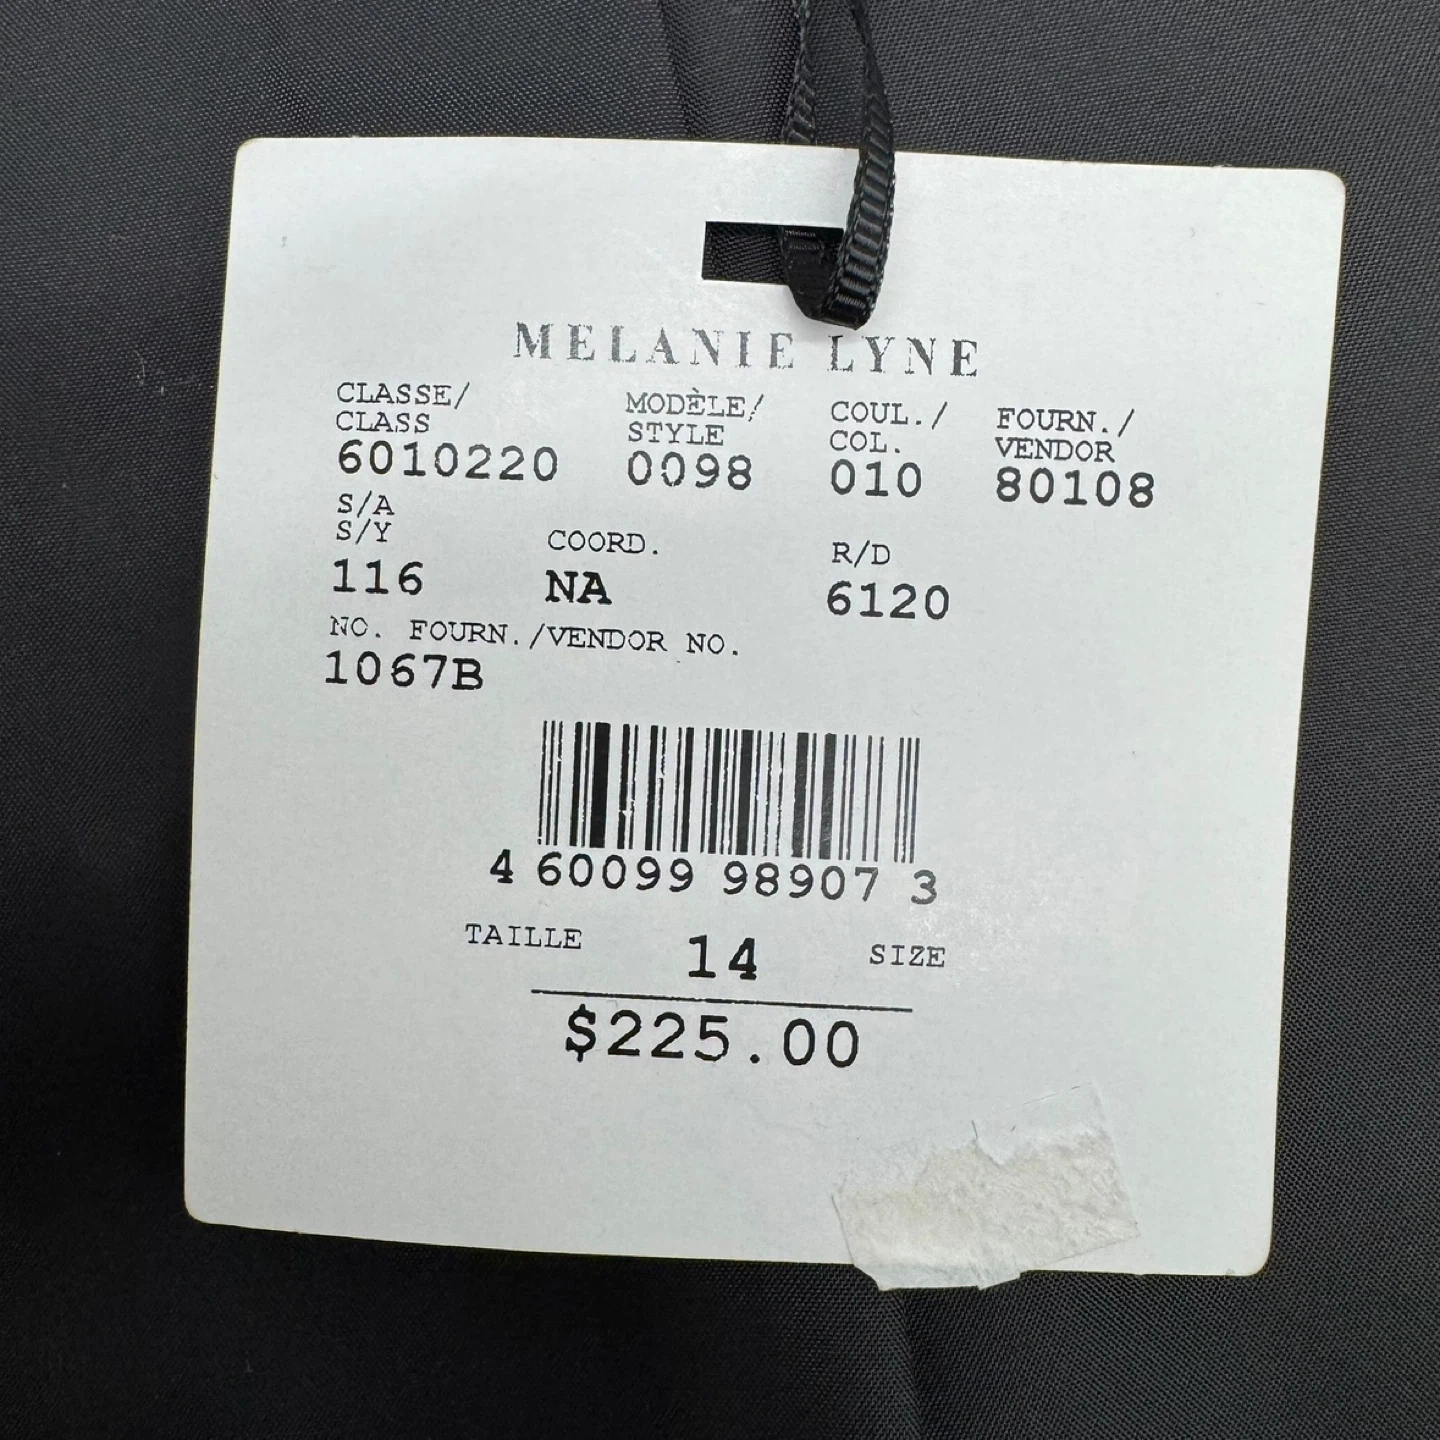 MELANIE LYNE
CLASSE/ MODÈLE/ COUL./ FOURN./
CLASS STYLE COL. VENDOR
6010220 0098 010 80108
S/A
S/Y COORD. R/D
116 NA 6120
NO. FOURN./VENDOR NO.
1067B
4 60099 98907 3
TAILLE 14 SIZE
$225.00